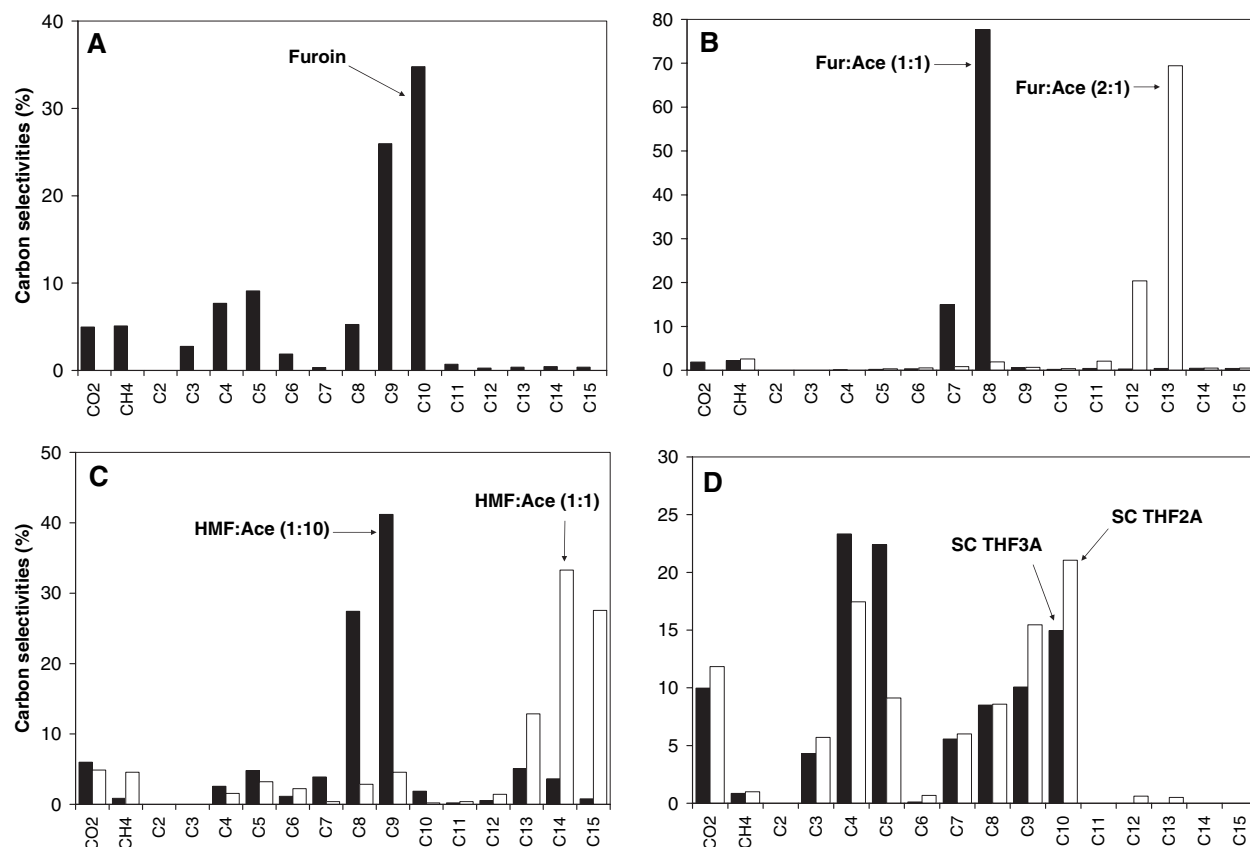 A
Furoin
Carbon selectivities (%)
40
30
20
10
0
CO2 CH4 C2 C3 C4 C5 C6 C7 C8 C9 C10 C11 C12 C13 C14 C15
B
Fur:Ace (1:1)
Fur:Ace (2:1)
80
70
60
50
40
30
20
10
0
CO2 CH4 C2 C3 C4 C5 C6 C7 C8 C9 C10 C11 C12 C13 C14 C15
C
HMF:Ace (1:1)
HMF:Ace (1:10)
Carbon selectivities (%)
50
40
30
20
10
0
CO2 CH4 C2 C3 C4 C5 C6 C7 C8 C9 C10 C11 C12 C13 C14 C15
D
SC THF2A
SC THF3A
30
25
20
15
10
5
0
CO2 CH4 C2 C3 C4 C5 C6 C7 C8 C9 C10 C11 C12 C13 C14 C15